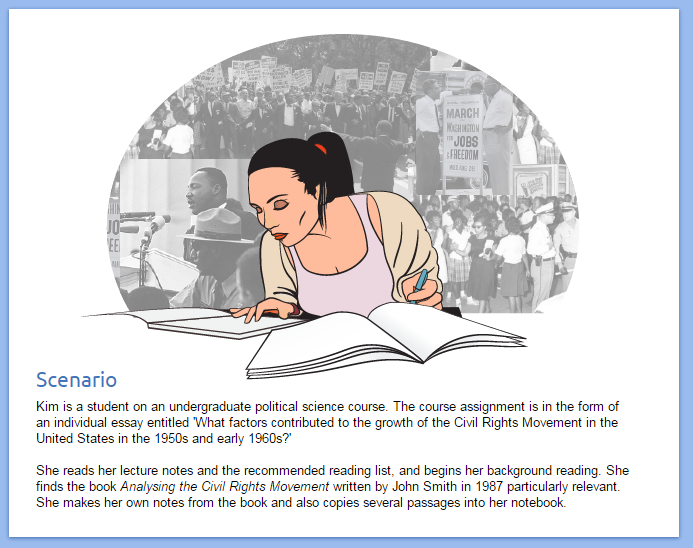 MARCH
WASHINGTON
FOR JOBS
& FREEDOM
Scenario
Kim is a student on an undergraduate political science course. The course assignment is in the form of
an individual essay entitled 'What factors contributed to the growth of the Civil Rights Movement in the
United States in the 1950s and early 1960s?'
She reads her lecture notes and the recommended reading list, and begins her background reading. She
finds the book Analysing the Civil Rights Movement written by John Smith in 1987 particularly relevant.
She makes her own notes from the book and also copies several passages into her notebook.